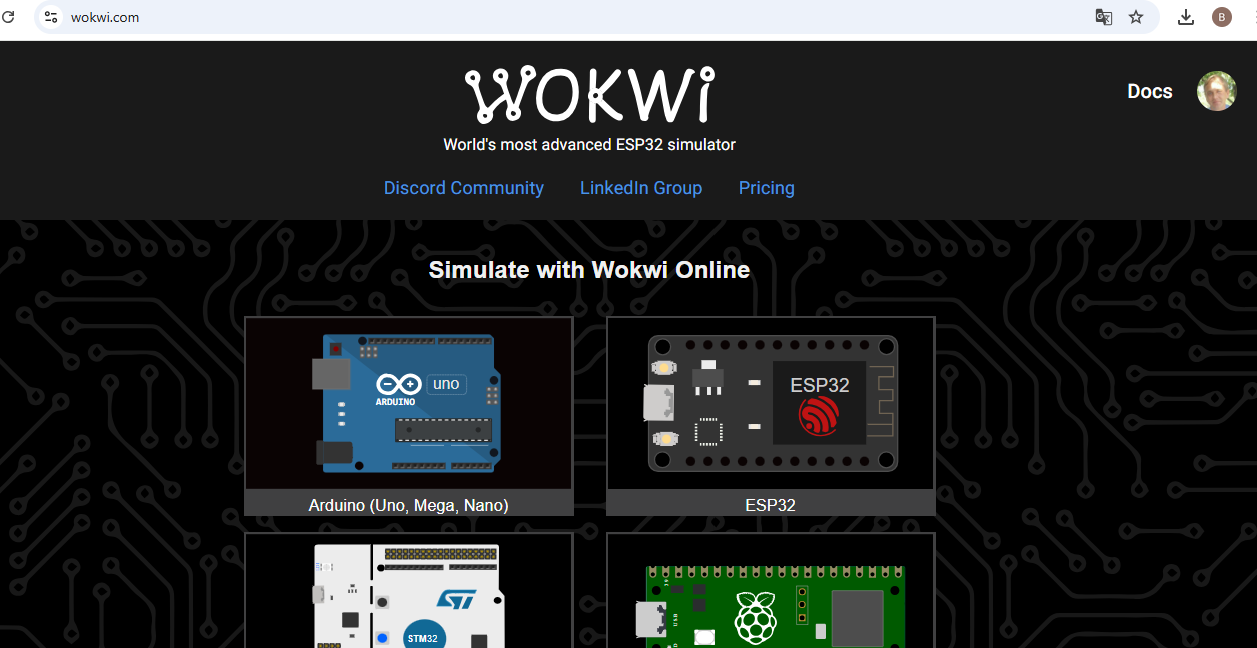 wokwi.com
B
WOKWi
Docs
World's most advanced ESP32 simulator
Discord Community LinkedIn Group Pricing
Simulate with Wokwi Online
uno
ARDUINO
ESP32
Arduino (Uno, Mega, Nano)
ESP32
STM32
USB